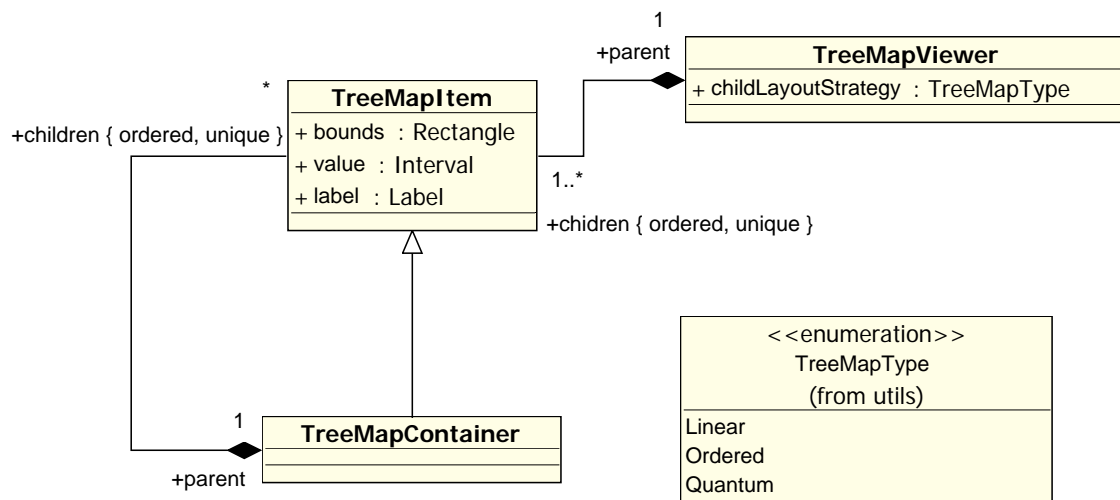 1
+parent
TreeMapViewer
+ childLayoutStrategy : TreeMapType
*
TreeMapItem
+children { ordered, unique }
+ bounds : Rectangle
+ value : Interval
+ label : Label
1..*
+chidren { ordered, unique }
<<enumeration>>
TreeMapType
(from utils)
Linear
Ordered
Quantum
1
TreeMapContainer
+parent